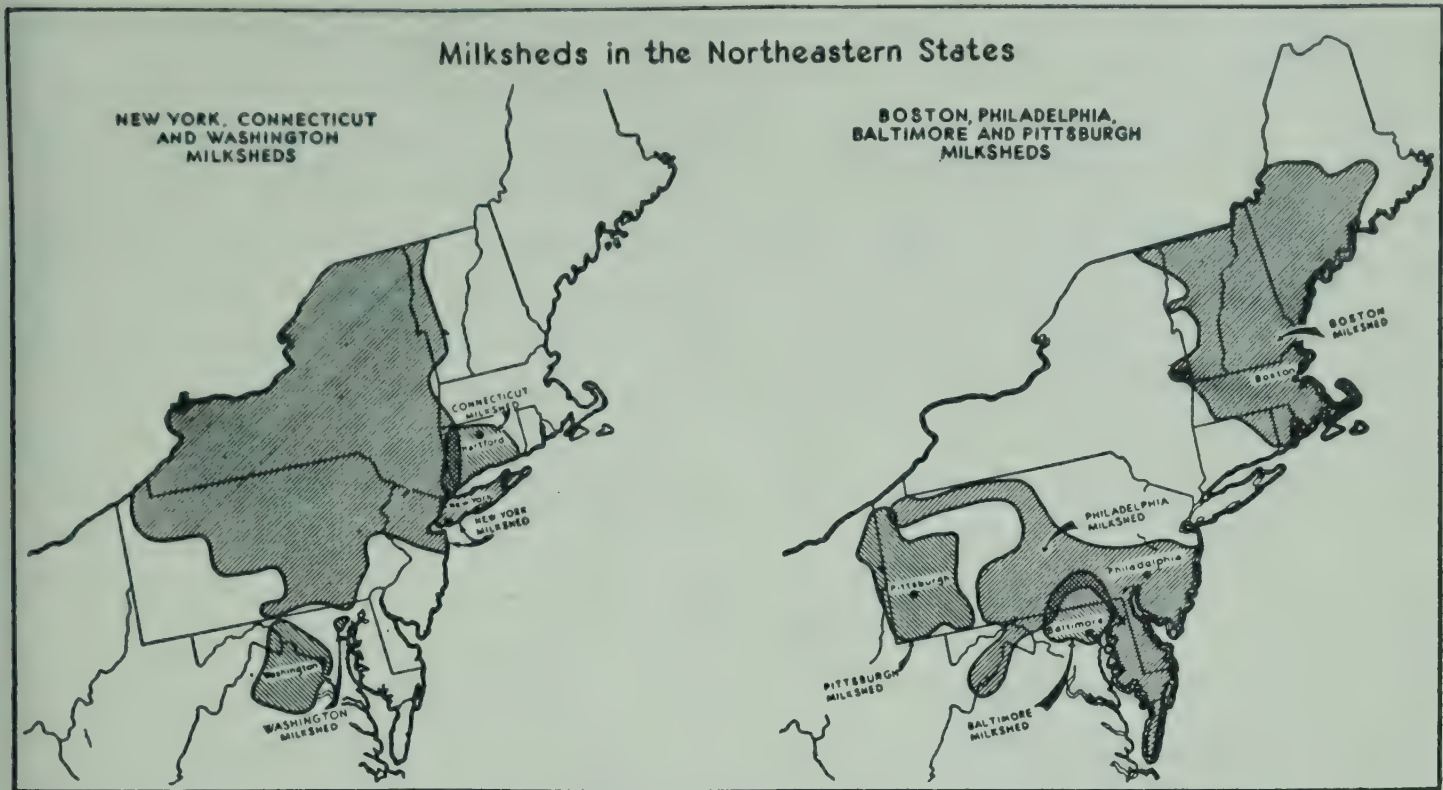 Milksheds in the Northeastern States
NEW YORK, CONNECTICUT
AND WASHINGTON
MILKSHEDS
CONNECTICUT
MILKSHED
Hartford
New York
NEW YORK
MILKSHED
Washington
WASHINGTON
MILKSHED
BOSTON, PHILADELPHIA,
BALTIMORE AND PITTSBURGH
MILKSHEDS
BOSTON
MILKSHED
Boston
PHILADELPHIA
MILKSHED
Philadelphia
Pittsburgh
Baltimore
PITTSBURGH
MILKSHED
BALTIMORE
MILKSHED